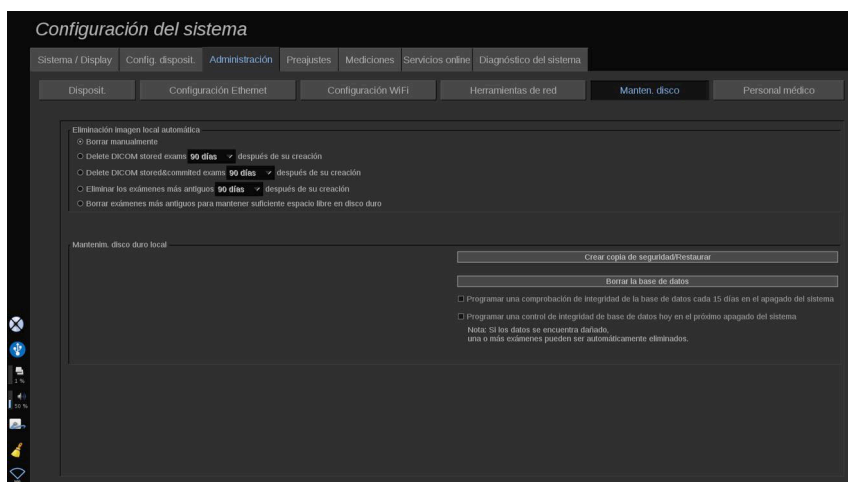 Configuración del sistema
Sistema / Display Config. disposit. Administración Preajustes Mediciones Servicios online Diagnóstico del sistema
Disposit. Configuración Ethernet Configuración WiFi Herramientas de red Manten. disco Personal médico
Eliminación imagen local automática
Borrar manualmente
Delete DICOM stored exams 90 días después de su creación
Delete DICOM stored&commited exams 90 días después de su creación
Eliminar los exámenes más antiguos 90 días después de su creación
Borrar exámenes más antiguos para mantener suficiente espacio libre en disco duro
Mantenim. disco duro local
Crear copia de seguridad/Restaurar
Borrar la base de datos
Programar una comprobación de integridad de la base de datos cada 15 días en el apagado del sistema
Programar una control de integridad de base de datos hoy en el próximo apagado del sistema
Nota: Si los datos se encuentra dañado,
una o más exámenes pueden ser automáticamente eliminados.
1 %
50 %